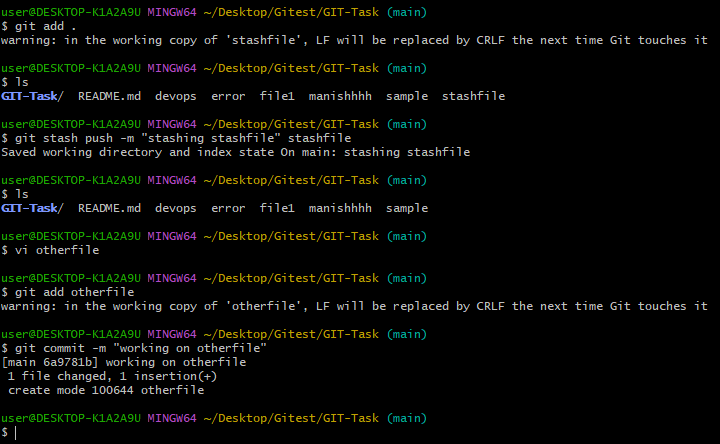 user@DESKTOP-K1A2A9U MINGW64 ~/Desktop/Gitest/GIT-Task (main)
$ git add .
warning: in the working copy of 'stashfile', LF will be replaced by CRLF the next time Git touches it
user@DESKTOP-K1A2A9U MINGW64 ~/Desktop/Gitest/GIT-Task (main)
$ ls
GIT-Task/  README.md  devops  error  file1  manishhhh  sample  stashfile
user@DESKTOP-K1A2A9U MINGW64 ~/Desktop/Gitest/GIT-Task (main)
$ git stash push -m "stashing stashfile" stashfile
Saved working directory and index state On main: stashing stashfile
user@DESKTOP-K1A2A9U MINGW64 ~/Desktop/Gitest/GIT-Task (main)
$ ls
GIT-Task/  README.md  devops  error  file1  manishhhh  sample
user@DESKTOP-K1A2A9U MINGW64 ~/Desktop/Gitest/GIT-Task (main)
$ vi otherfile
user@DESKTOP-K1A2A9U MINGW64 ~/Desktop/Gitest/GIT-Task (main)
$ git add otherfile
warning: in the working copy of 'otherfile', LF will be replaced by CRLF the next time Git touches it
user@DESKTOP-K1A2A9U MINGW64 ~/Desktop/Gitest/GIT-Task (main)
$ git commit -m "working on otherfile"
[main 6a9781b] working on otherfile
 1 file changed, 1 insertion(+)
 create mode 100644 otherfile
user@DESKTOP-K1A2A9U MINGW64 ~/Desktop/Gitest/GIT-Task (main)
$